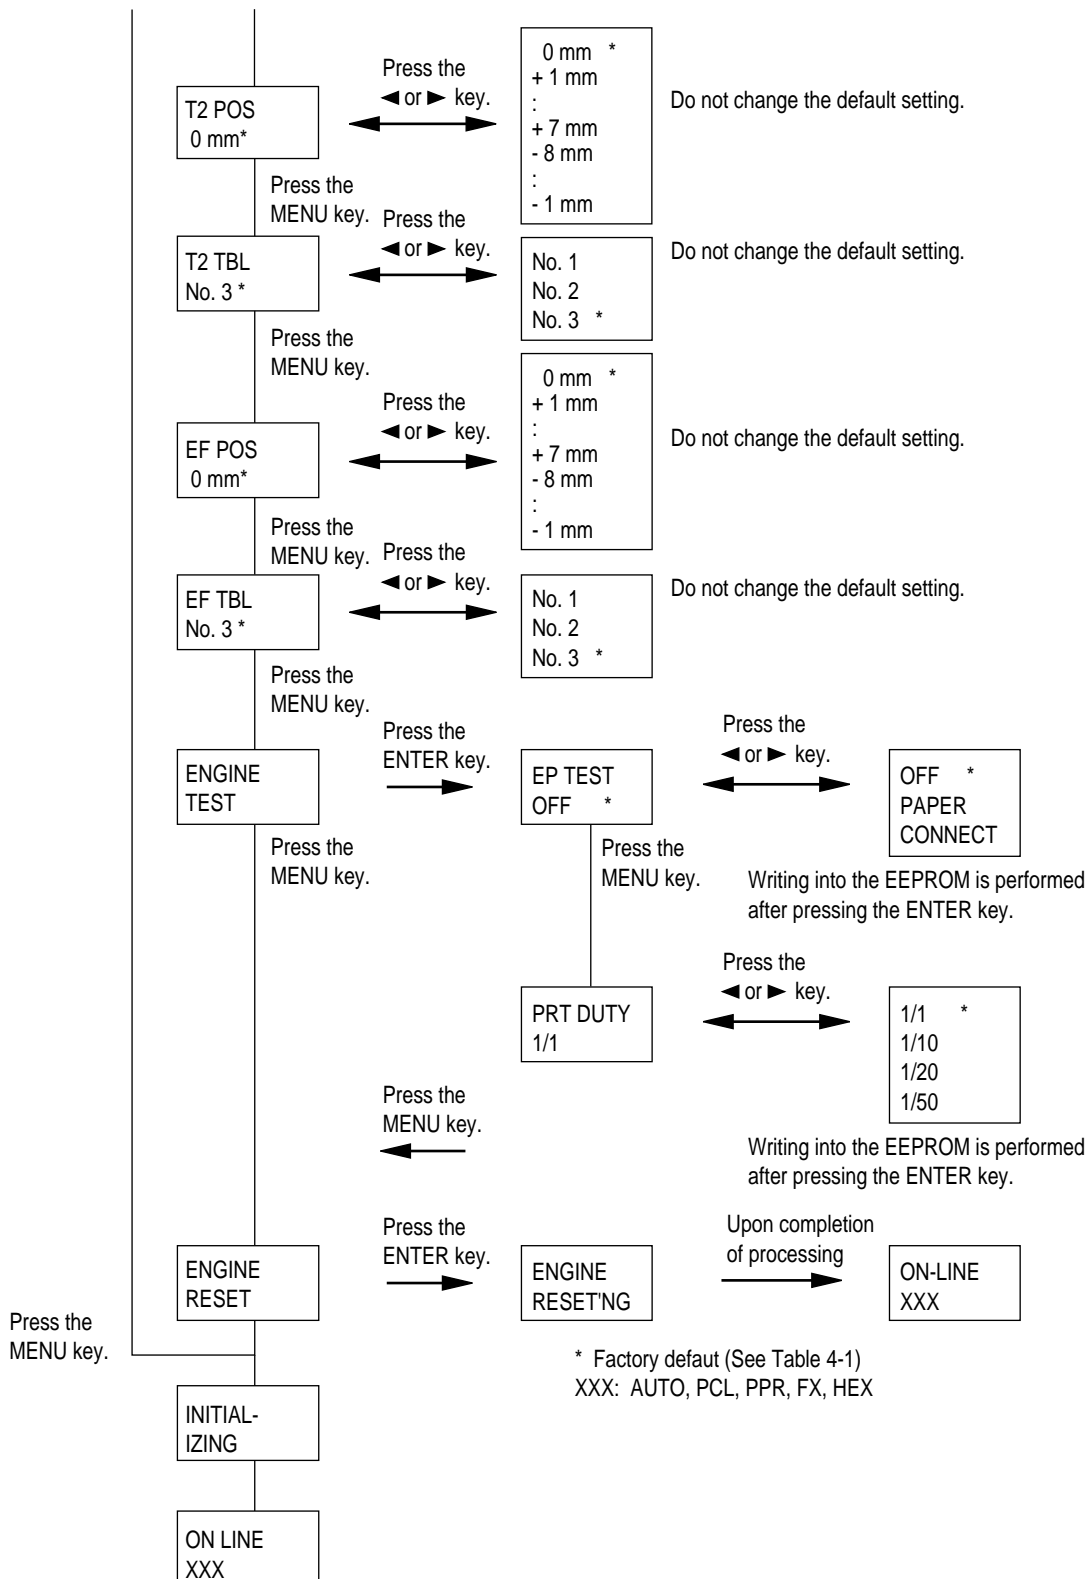 T2 POS
0 mm*
Press the
◄ or ► key.
0 mm *
+ 1 mm
:
+ 7 mm
- 8 mm
:
- 1 mm
Do not change the default setting.
Press the
MENU key.
T2 TBL
No. 3 *
Press the
◄ or ► key.
No. 1
No. 2
No. 3 *
Do not change the default setting.
Press the
MENU key.
EF POS
0 mm*
Press the
◄ or ► key.
0 mm *
+ 1 mm
:
+ 7 mm
- 8 mm
:
- 1 mm
Do not change the default setting.
Press the
MENU key.
EF TBL
No. 3 *
Press the
◄ or ► key.
No. 1
No. 2
No. 3 *
Do not change the default setting.
Press the
MENU key.
ENGINE
TEST
Press the
ENTER key.
EP TEST
OFF *
Press the
◄ or ► key.
OFF *
PAPER
CONNECT
Writing into the EEPROM is performed
after pressing the ENTER key.
Press the
MENU key.
Press the
MENU key.
PRT DUTY
1/1
Press the
◄ or ► key.
1/1 *
1/10
1/20
1/50
Writing into the EEPROM is performed
after pressing the ENTER key.
Press the
MENU key.
ENGINE
RESET
Press the
ENTER key.
ENGINE
RESET'NG
Upon completion
of processing
ON-LINE
XXX
Press the
MENU key.
* Factory defaut (See Table 4-1)
XXX: AUTO, PCL, PPR, FX, HEX
INITIAL-
IZING
ON LINE
XXX